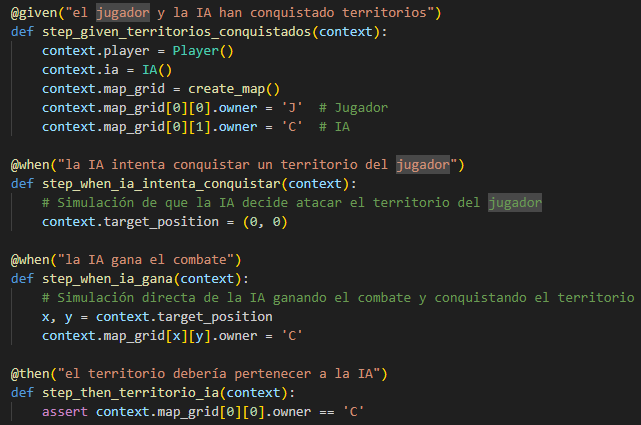 @given("el jugador y la IA han conquistado territorios")
def step_given_territorios_conquistados(context):
    context.player = Player()
    context.ia = IA()
    context.map_grid = create_map()
    context.map_grid[0][0].owner = 'J'  # Jugador
    context.map_grid[0][1].owner = 'C'  # IA

@when("la IA intenta conquistar un territorio del jugador")
def step_when_ia_intenta_conquistar(context):
    # Simulación de que la IA decide atacar el territorio del jugador
    context.target_position = (0, 0)

@when("la IA gana el combate")
def step_when_ia_gana(context):
    # Simulación directa de la IA ganando el combate y conquistando el territorio
    x, y = context.target_position
    context.map_grid[x][y].owner = 'C'

@then("el territorio debería pertenecer a la IA")
def step_then_territorio_ia(context):
    assert context.map_grid[0][0].owner == 'C'